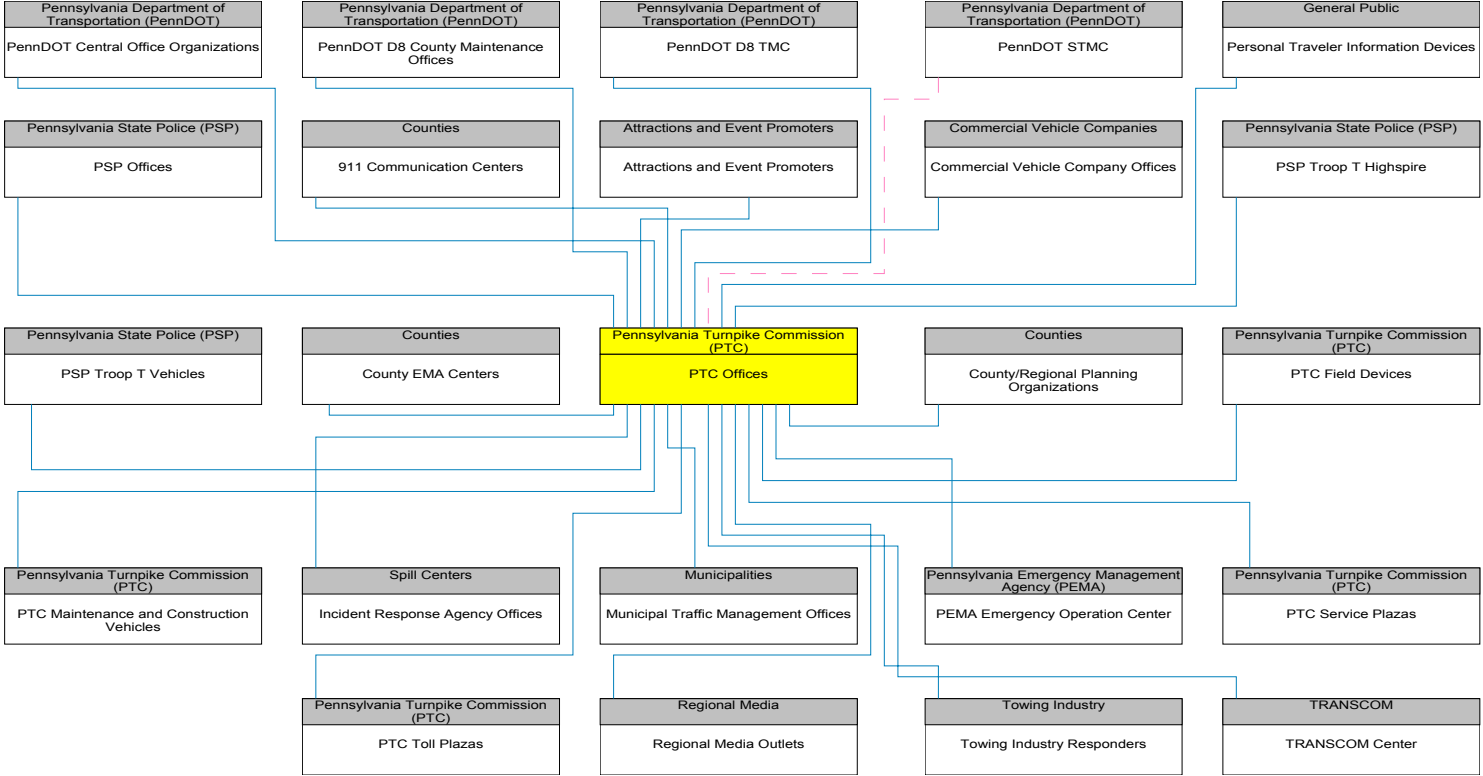 Pennsylvania Department of
Transportation (PennDOT)
PennDOT Central Office Organizations
Pennsylvania Department of
Transportation (PennDOT)
PennDOT D8 County Maintenance
Offices
Pennsylvania Department of
Transportation (PennDOT)
PennDOT D8 TMC
Pennsylvania Department of
Transportation (PennDOT)
PennDOT STMC
General Public
Personal Traveler Information Devices
Pennsylvania State Police (PSP)
PSP Offices
Counties
911 Communication Centers
Attractions and Event Promoters
Attractions and Event Promoters
Commercial Vehicle Companies
Commercial Vehicle Company Offices
Pennsylvania State Police (PSP)
PSP Troop T Highspire
Pennsylvania State Police (PSP)
PSP Troop T Vehicles
Counties
County EMA Centers
Pennsylvania Turnpike Commission
(PTC)
PTC Offices
Counties
County/Regional Planning
Organizations
Pennsylvania Turnpike Commission
(PTC)
PTC Field Devices
Pennsylvania Turnpike Commission
(PTC)
PTC Maintenance and Construction
Vehicles
Spill Centers
Incident Response Agency Offices
Municipalities
Municipal Traffic Management Offices
Pennsylvania Emergency Management
Agency (PEMA)
PEMA Emergency Operation Center
Pennsylvania Turnpike Commission
(PTC)
PTC Service Plazas
Pennsylvania Turnpike Commission
(PTC)
PTC Toll Plazas
Regional Media
Regional Media Outlets
Towing Industry
Towing Industry Responders
TRANSCOM
TRANSCOM Center